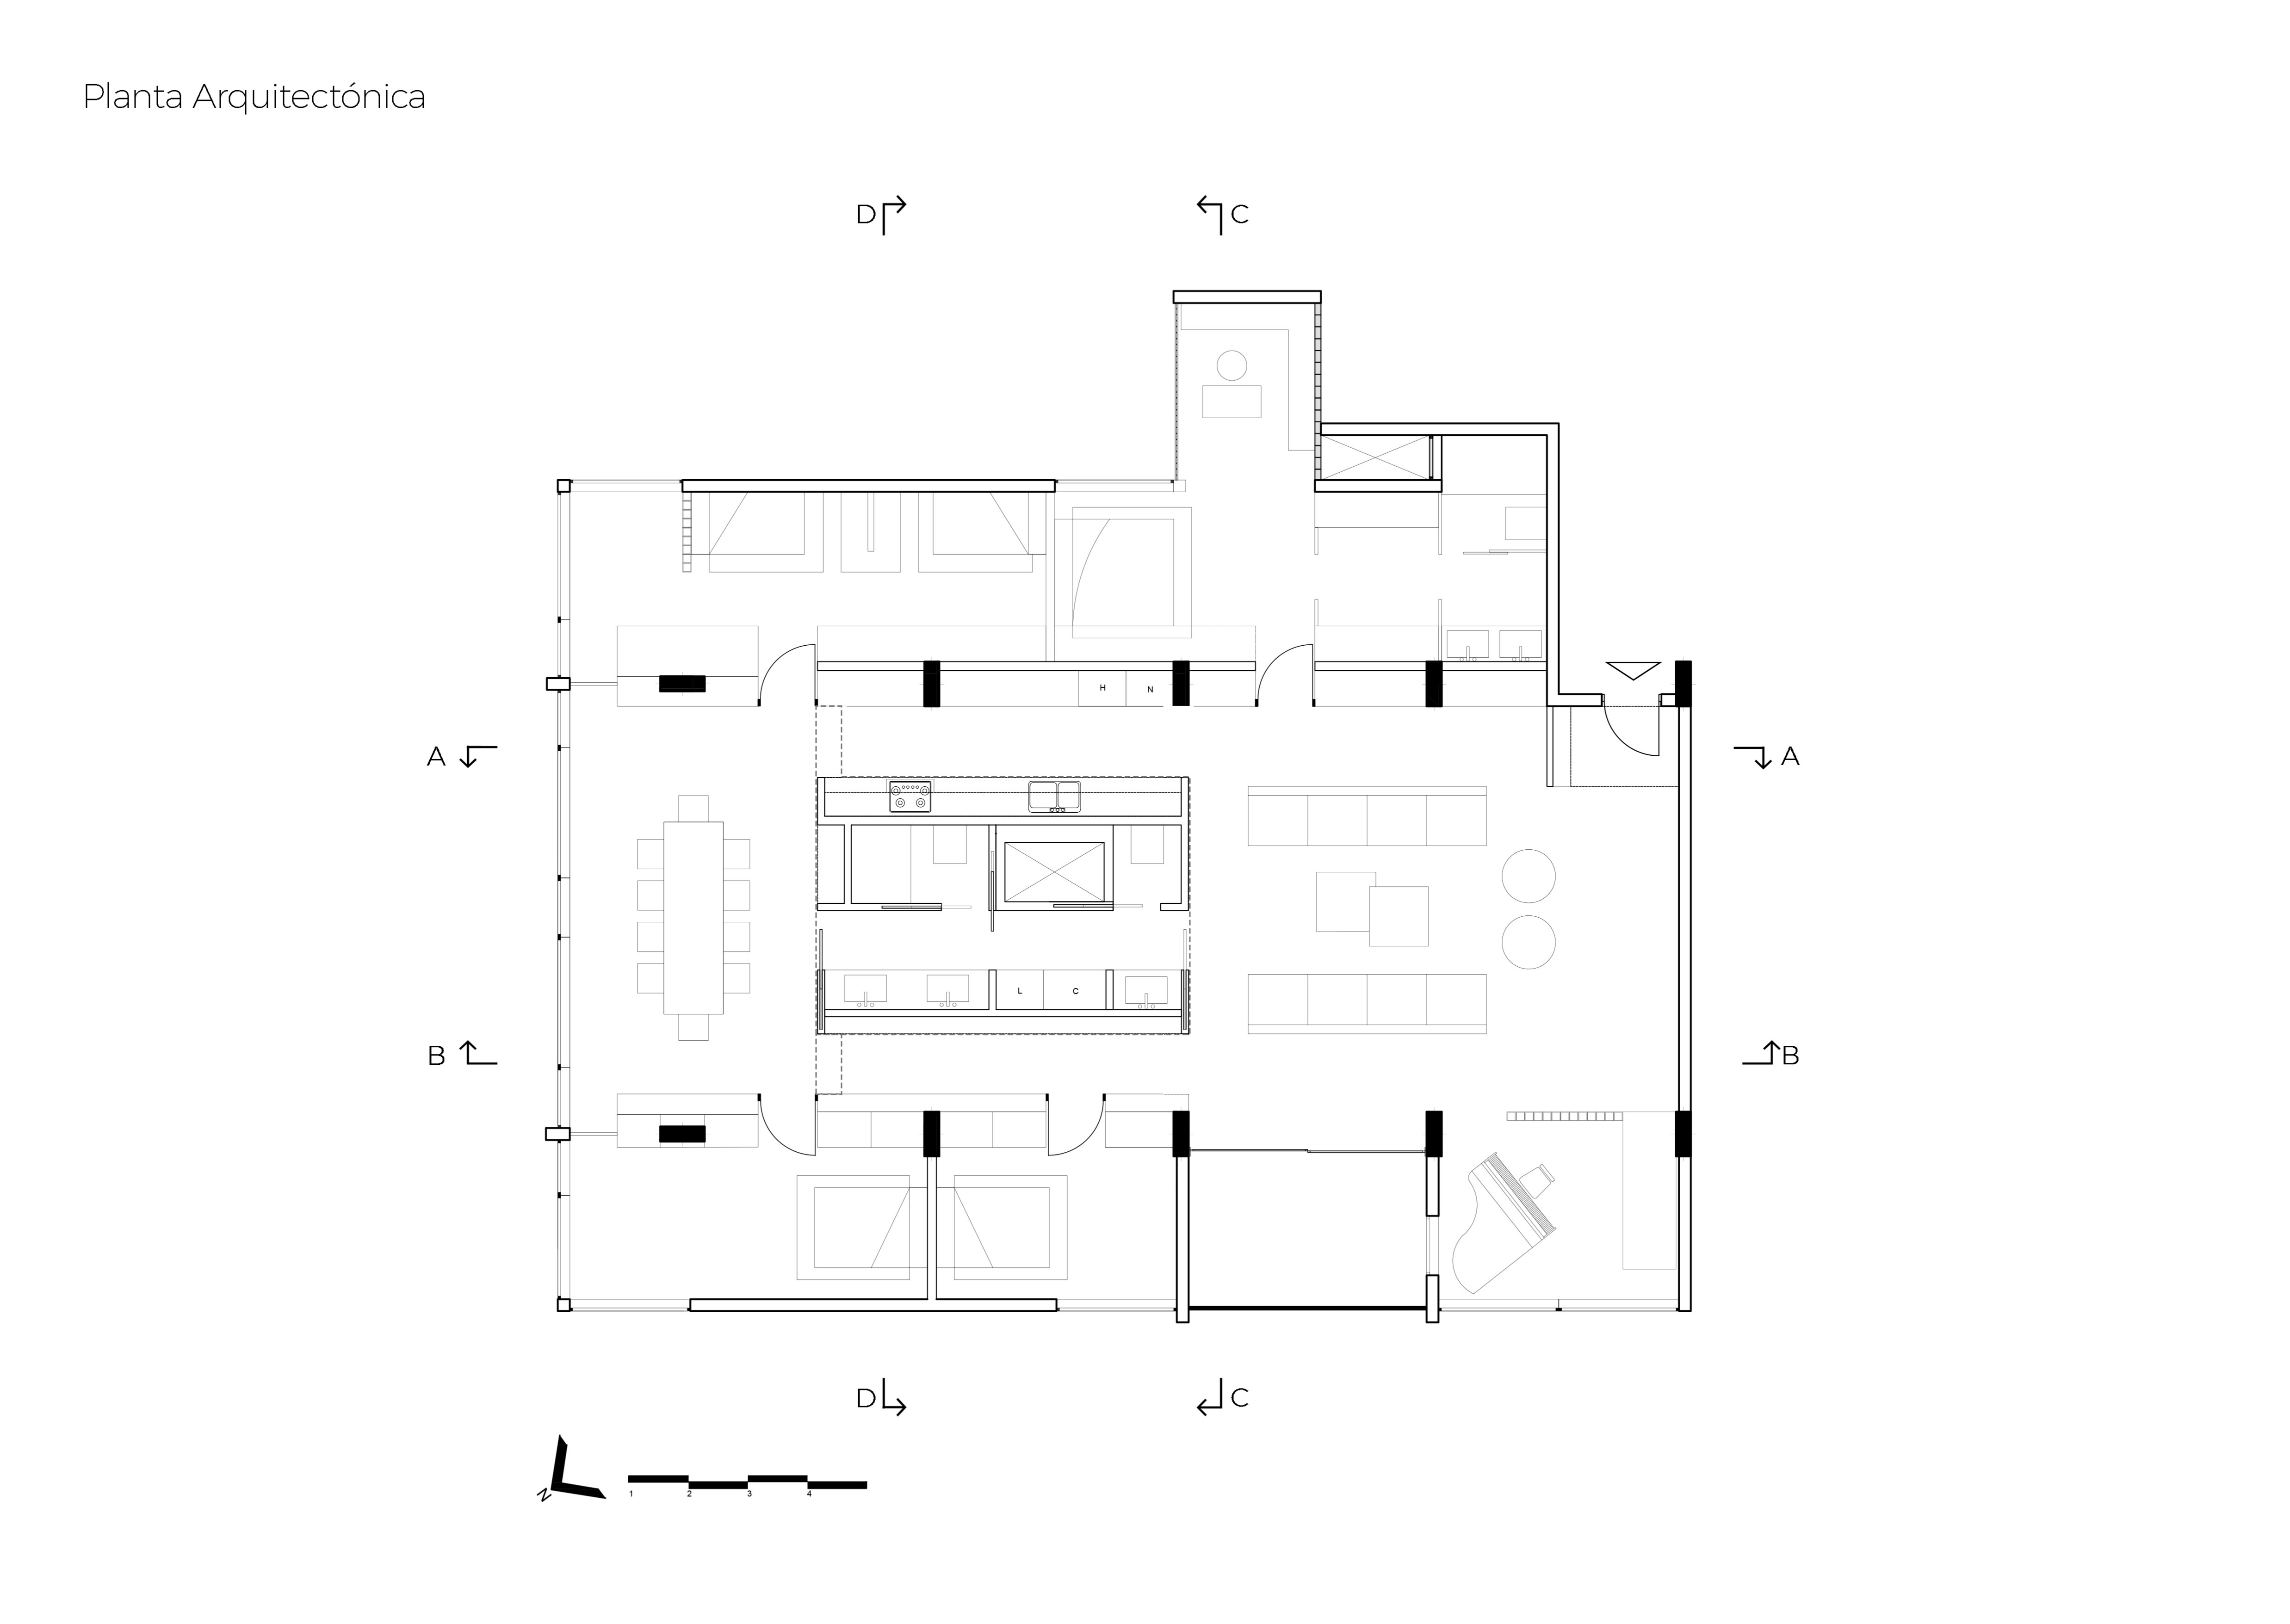 Planta Arquitectónica
D C
H N
A A
L C
B B
D C
N
1 2 3 4